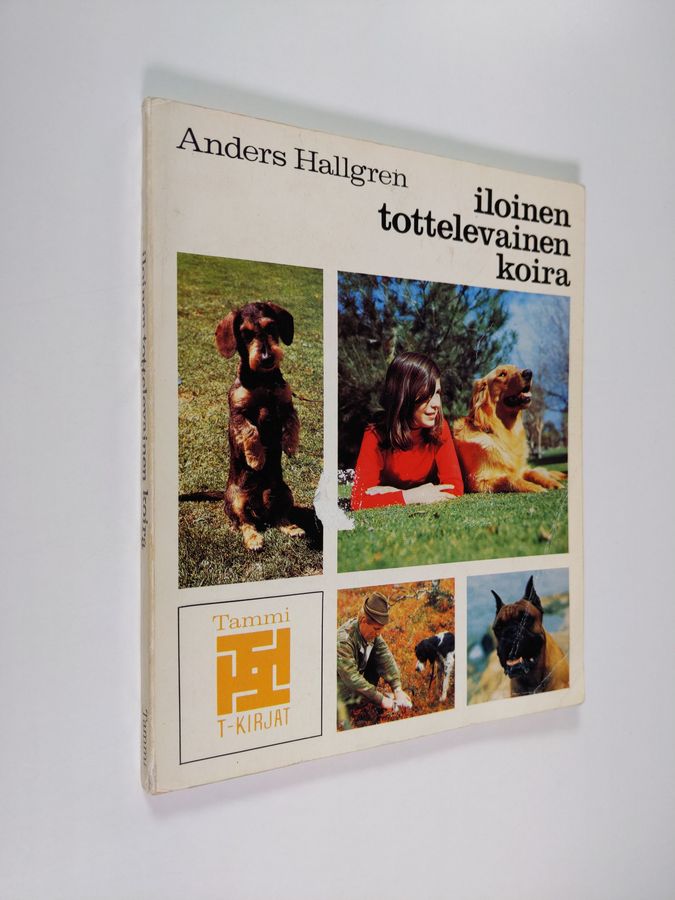 Anders Hallgren
iloinen
tottelevainen
koira
Tammi
T-KIRJAT
Iloinen tottelevainen koira
Tammi